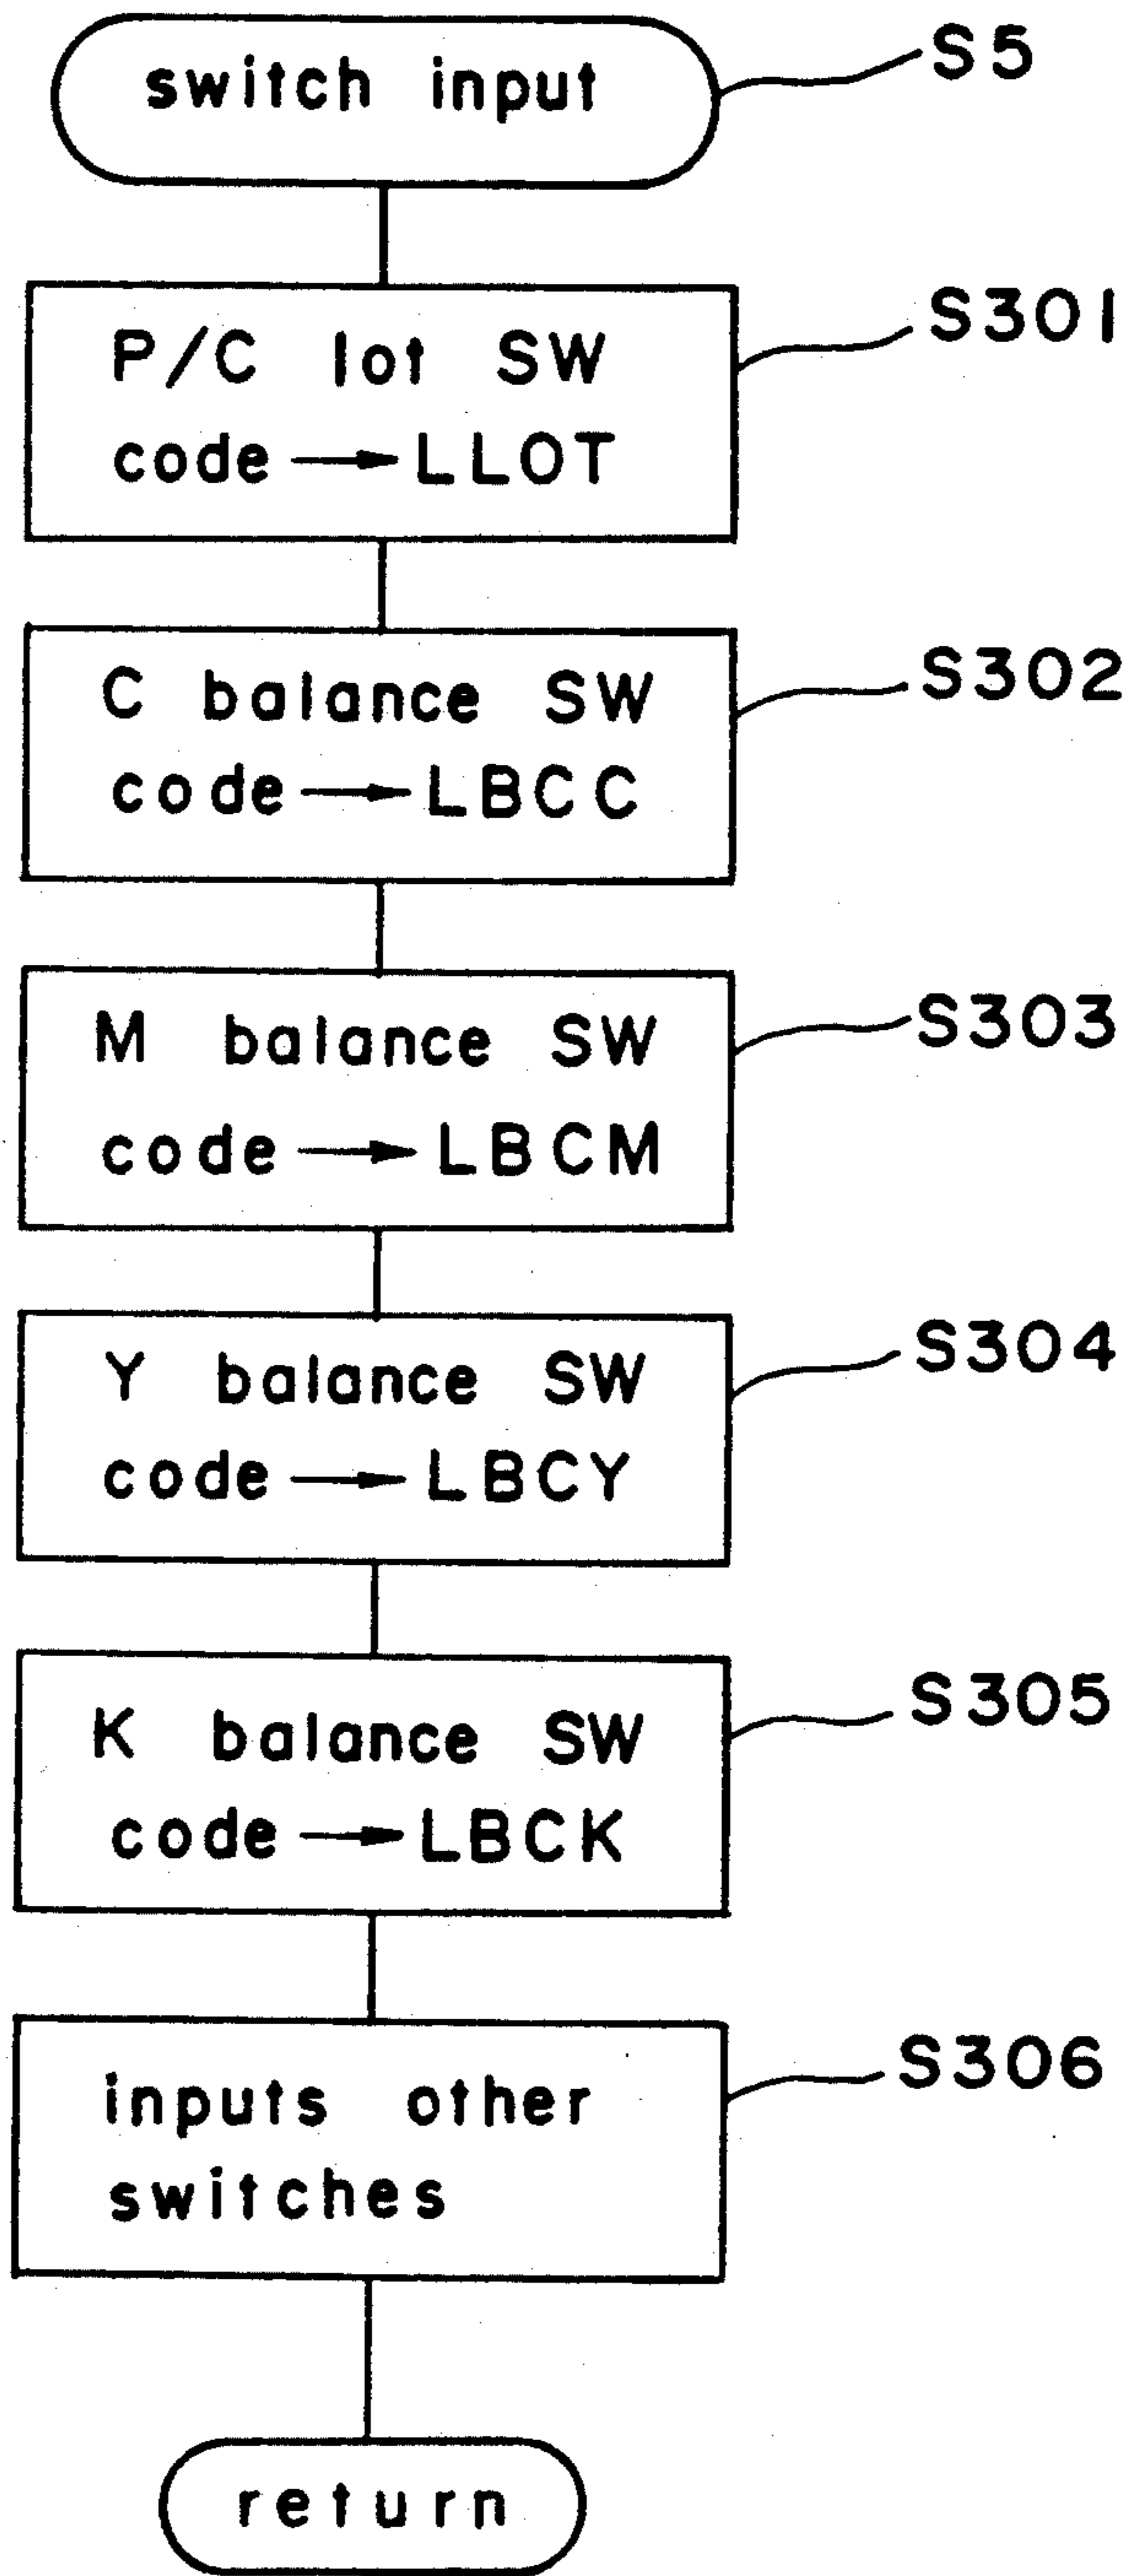 switch input
S5
P/C lot SW
code → LLOT
S301
C balance SW
code → LBCC
S302
M balance SW
code → LBCM
S303
Y balance SW
code → LBCY
S304
K balance SW
code → LBCK
S305
inputs other
switches
S306
return